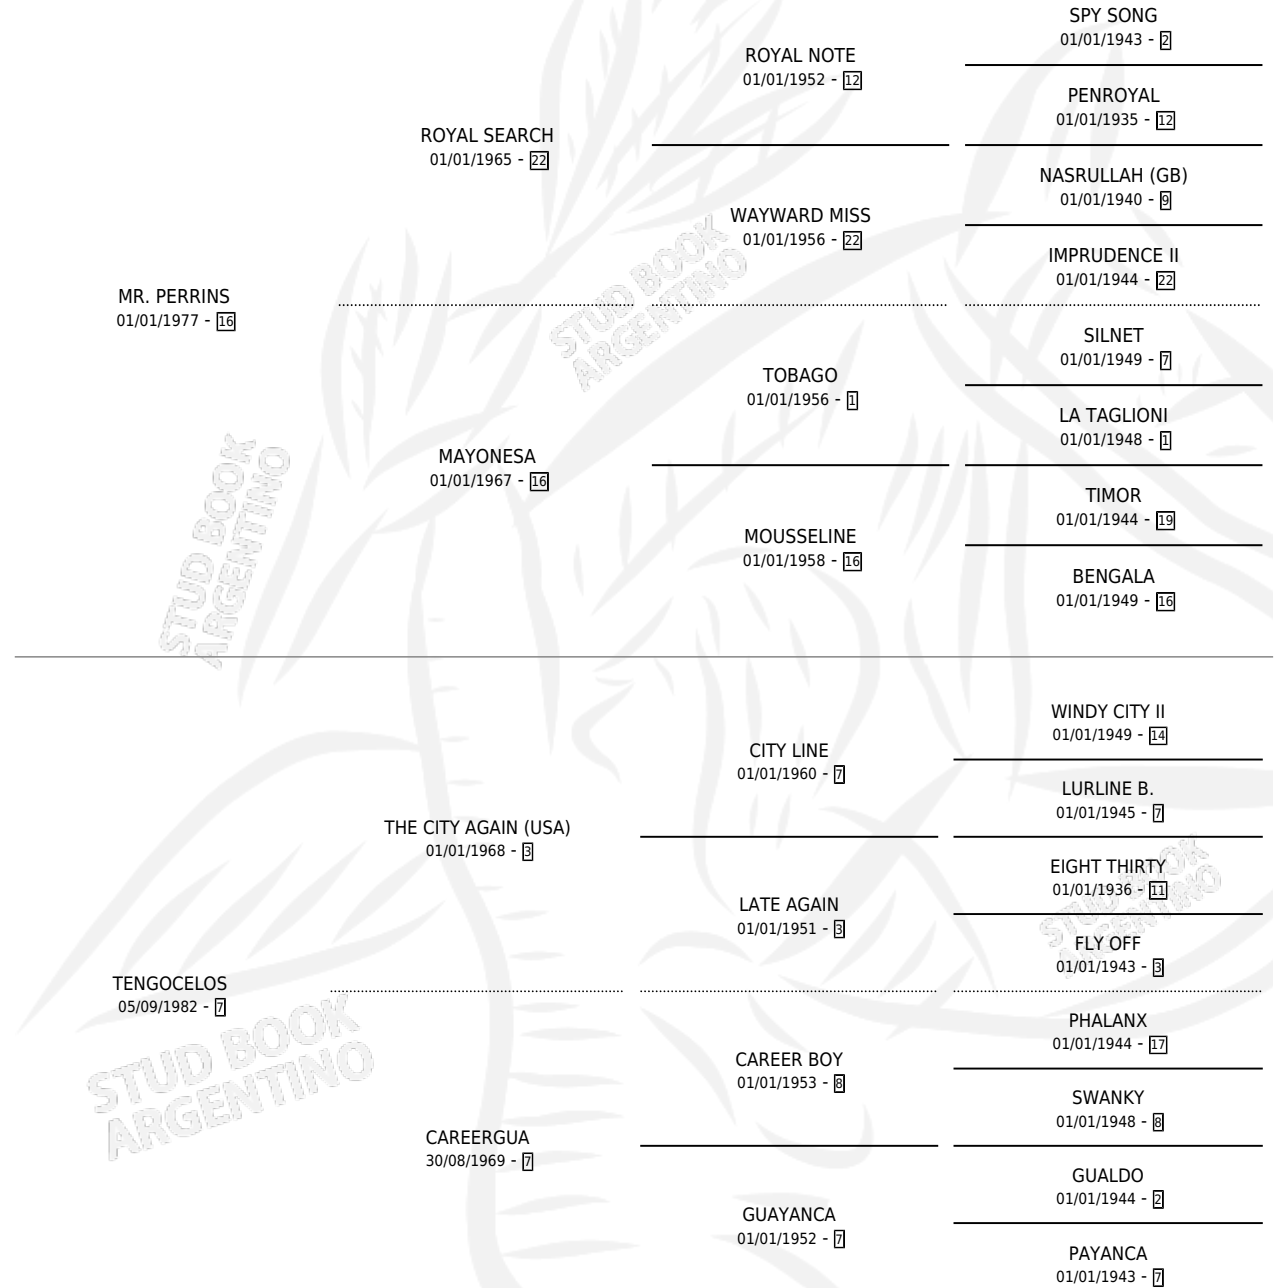 SPY SONG
01/01/1943 - 2
ROYAL NOTE
01/01/1952 - 12
PENROYAL
01/01/1935 - 12
ROYAL SEARCH
01/01/1965 - 22
NASRULLAH (GB)
01/01/1940 - 9
WAYWARD MISS
01/01/1956 - 22
IMPRUDENCE II
01/01/1944 - 22
MR. PERRINS
01/01/1977 - 16
SILNET
01/01/1949 - 7
TOBAGO
01/01/1956 - 1
LA TAGLIONI
01/01/1948 - 1
MAYONESA
01/01/1967 - 16
TIMOR
01/01/1944 - 19
MOUSSELINE
01/01/1958 - 16
BENGALA
01/01/1949 - 16
WINDY CITY II
01/01/1949 - 14
CITY LINE
01/01/1960 - 7
LURLINE B.
01/01/1945 - 7
THE CITY AGAIN (USA)
01/01/1968 - 3
EIGHT THIRTY
01/01/1936 - 11
LATE AGAIN
01/01/1951 - 3
FLY OFF
01/01/1943 - 3
TENGOCELOS
05/09/1982 - 7
PHALANX
01/01/1944 - 17
CAREER BOY
01/01/1953 - 8
SWANKY
01/01/1948 - 8
CAREERGUA
30/08/1969 - 7
GUALDO
01/01/1944 - 2
GUAYANCA
01/01/1952 - 7
PAYANCA
01/01/1943 - 7
STUD BOOK
ARGENTINO
STUD BOOK
ARGENTINO
STUD BOOK
ARGENTINO
STUD BOOK
ARGENTINO